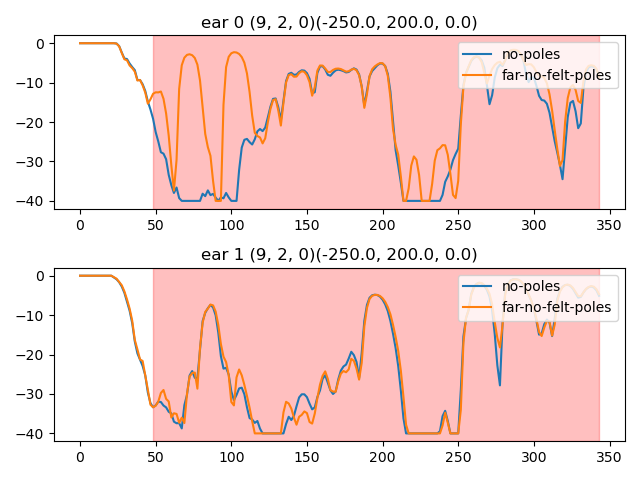 ear 0 (9, 2, 0)(-250.0, 200.0, 0.0)
0
−10
−20
−30
−40
no-poles
far-no-felt-poles
0 50 100 150 200 250 300 350
ear 1 (9, 2, 0)(-250.0, 200.0, 0.0)
0
−10
−20
−30
−40
no-poles
far-no-felt-poles
0 50 100 150 200 250 300 350